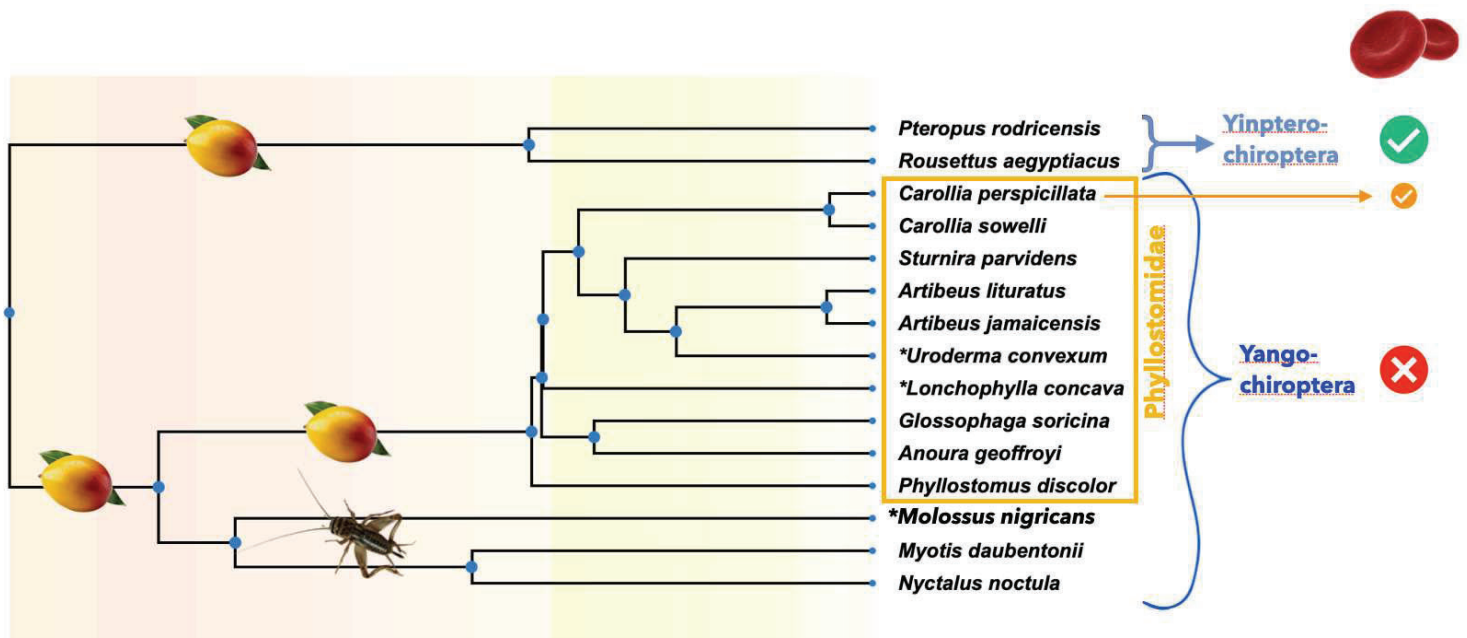 Pteropus rodricensis
Rousettus aegyptiacus
Yinptero-
chiroptera
Carollia perspicillata
Carollia sowelli
Sturnira parvidens
Artibeus lituratus
Artibeus jamaicensis
*Uroderma convexum
*Lonchophylla concava
Glossophaga soricina
Anoura geoffroyi
Phyllostomus discolor
Phyllostomidae
Yango-
chiroptera
*Molossus nigricans
Myotis daubentonii
Nyctalus noctula